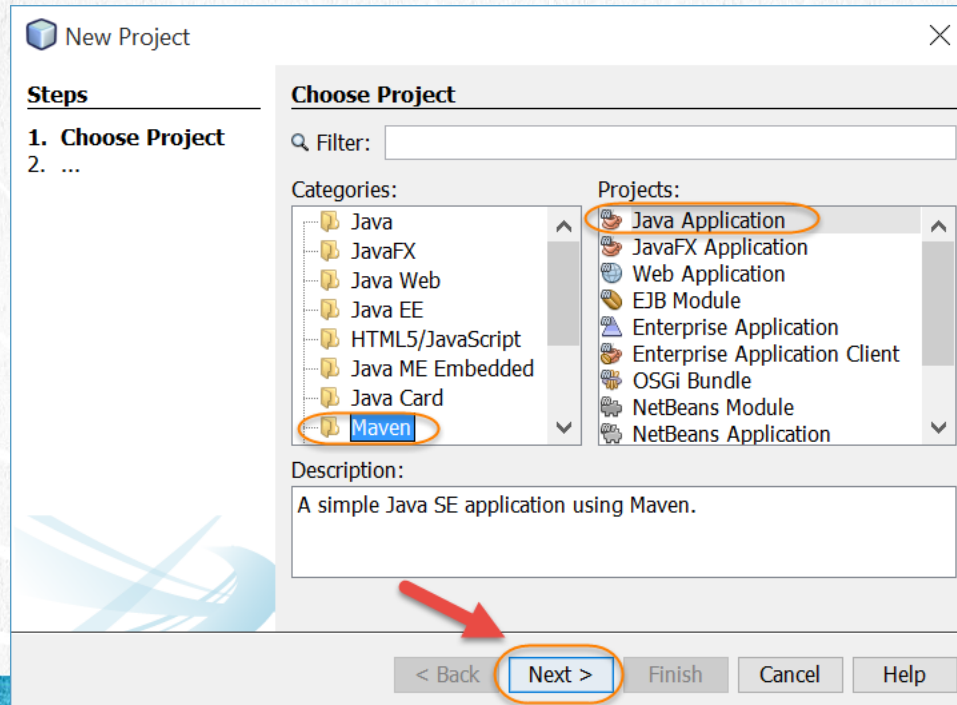 New Project
Steps
1. Choose Project
2. ...
Choose Project
Filter:
Categories:
Java
JavaFX
Java Web
Java EE
HTML5/JavaScript
Java ME Embedded
Java Card
Maven
Projects:
Java Application
JavaFX Application
Web Application
EJB Module
Enterprise Application
Enterprise Application Client
OSGi Bundle
NetBeans Module
NetBeans Application
Description:
A simple Java SE application using Maven.
< Back Next > Finish Cancel Help